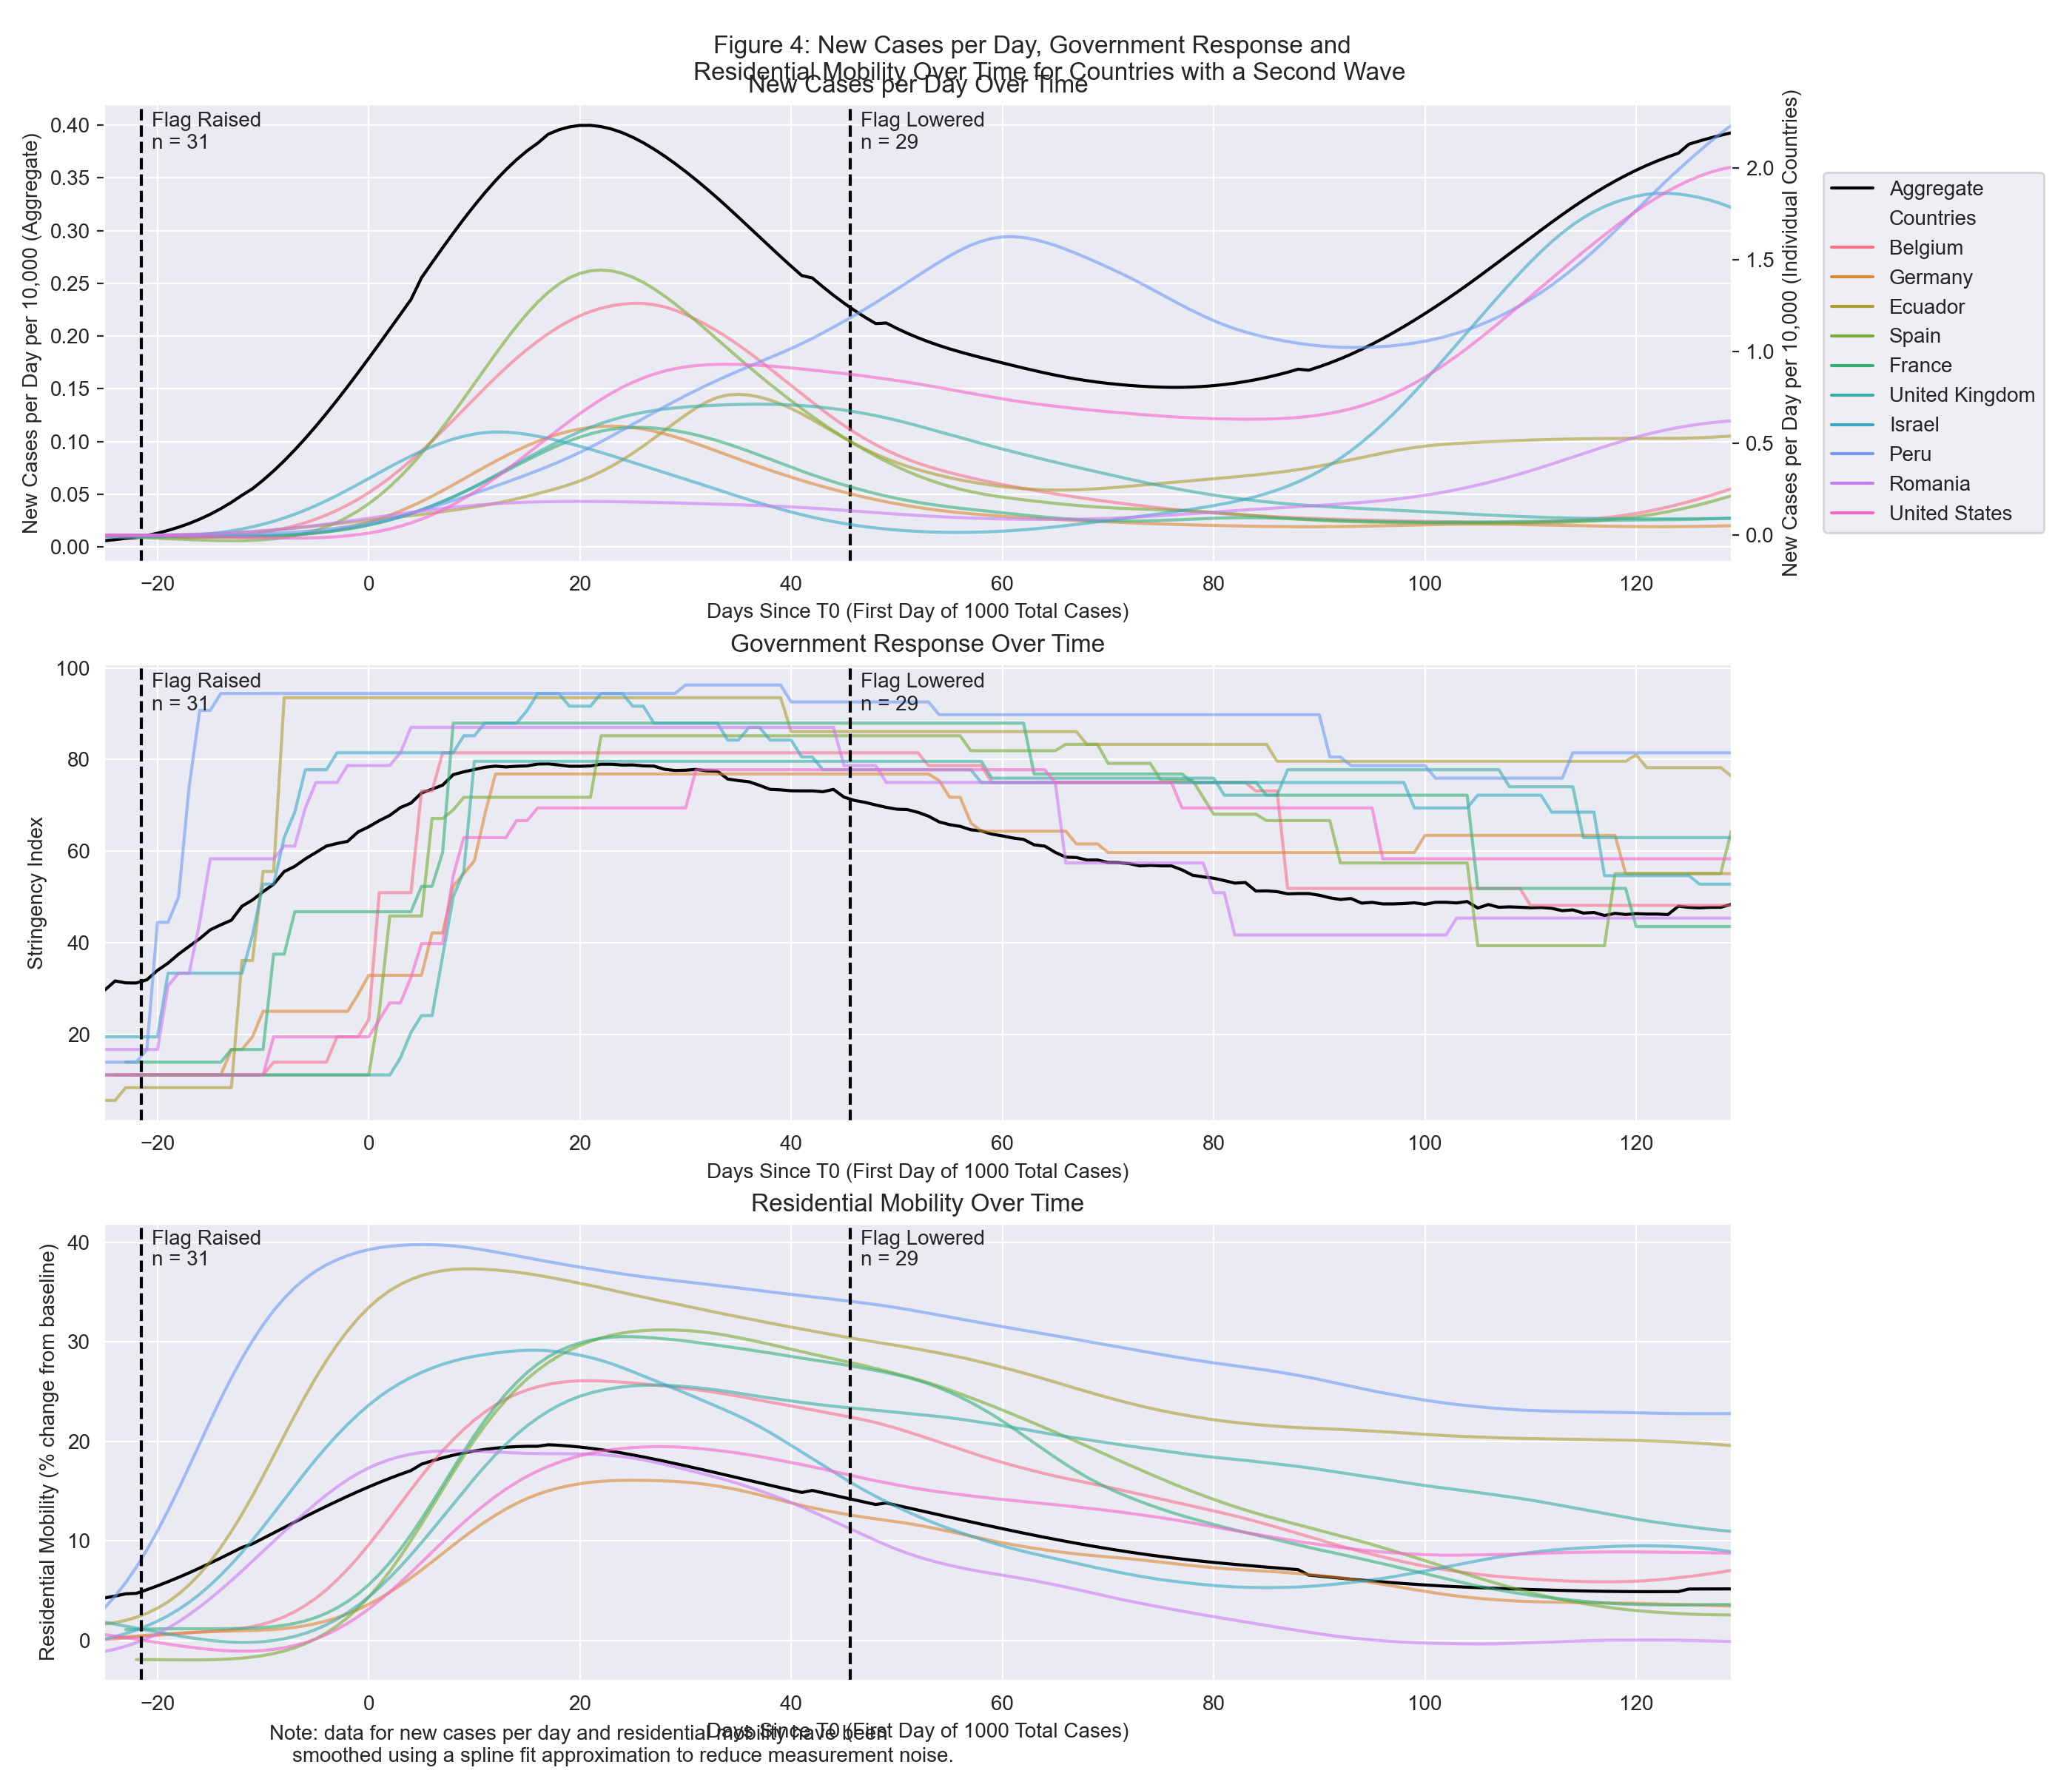 Figure 4: New Cases per Day, Government Response and
Residential Mobility Over Time for Countries with a Second Wave
New Cases per Day Over Time
Flag Raised
n = 31
Flag Lowered
n = 29
New Cases per Day per 10,000 (Aggregate)
0.40
0.35
0.30
0.25
0.20
0.15
0.10
0.05
0.00
New Cases per Day per 10,000 (Individual Countries)
2.0
1.5
1.0
0.5
0.0
−20 0 20 40 60 80 100 120
Days Since T0 (First Day of 1000 Total Cases)
Aggregate
Countries
Belgium
Germany
Ecuador
Spain
France
United Kingdom
Israel
Peru
Romania
United States
Government Response Over Time
Flag Raised
n = 31
Flag Lowered
n = 29
Stringency Index
100
80
60
40
20
−20 0 20 40 60 80 100 120
Days Since T0 (First Day of 1000 Total Cases)
Residential Mobility Over Time
Flag Raised
n = 31
Flag Lowered
n = 29
Residential Mobility (% change from baseline)
40
30
20
10
0
−20 0 20 40 60 80 100 120
Days Since T0 (First Day of 1000 Total Cases)
Note: data for new cases per day and residential mobility have been
smoothed using a spline fit approximation to reduce measurement noise.